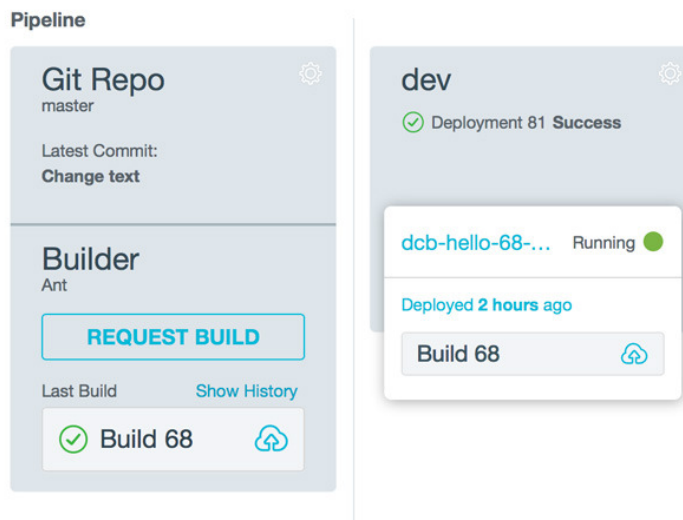 Pipeline
Git Repo
master
Latest Commit:
Change text
Builder
Ant
REQUEST BUILD
Last Build Show History
Build 68
dev
Deployment 81 Success
dcb-hello-68-... Running
Deployed 2 hours ago
Build 68